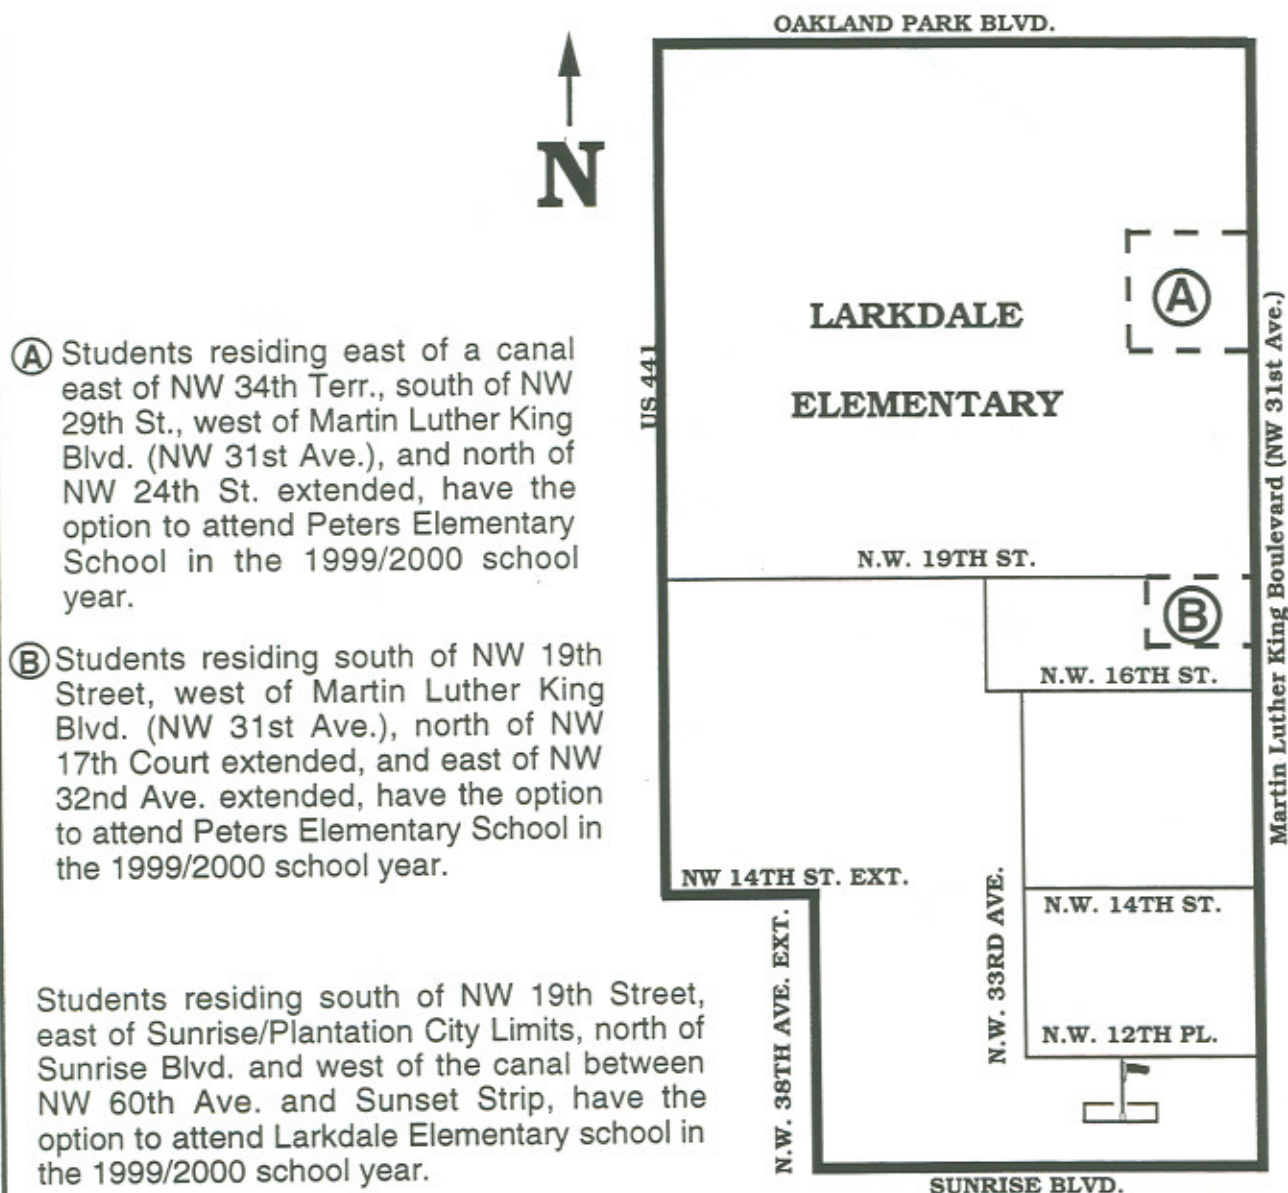 OAKLAND PARK BLVD.
N
A
LARKDALE
ELEMENTARY
US 441
Martin Luther King Boulevard (NW 31st Ave.)
Ⓐ Students residing east of a canal
east of NW 34th Terr., south of NW
29th St., west of Martin Luther King
Blvd. (NW 31st Ave.), and north of
NW 24th St. extended, have the
option to attend Peters Elementary
School in the 1999/2000 school
year.
N.W. 19TH ST.
B
N.W. 16TH ST.
Ⓑ Students residing south of NW 19th
Street, west of Martin Luther King
Blvd. (NW 31st Ave.), north of NW
17th Court extended, and east of NW
32nd Ave. extended, have the option
to attend Peters Elementary School in
the 1999/2000 school year.
NW 14TH ST. EXT.
N.W. 14TH ST.
N.W. 38TH AVE. EXT.
N.W. 33RD AVE.
N.W. 12TH PL.
Students residing south of NW 19th Street,
east of Sunrise/Plantation City Limits, north of
Sunrise Blvd. and west of the canal between
NW 60th Ave. and Sunset Strip, have the
option to attend Larkdale Elementary school in
the 1999/2000 school year.
SUNRISE BLVD.